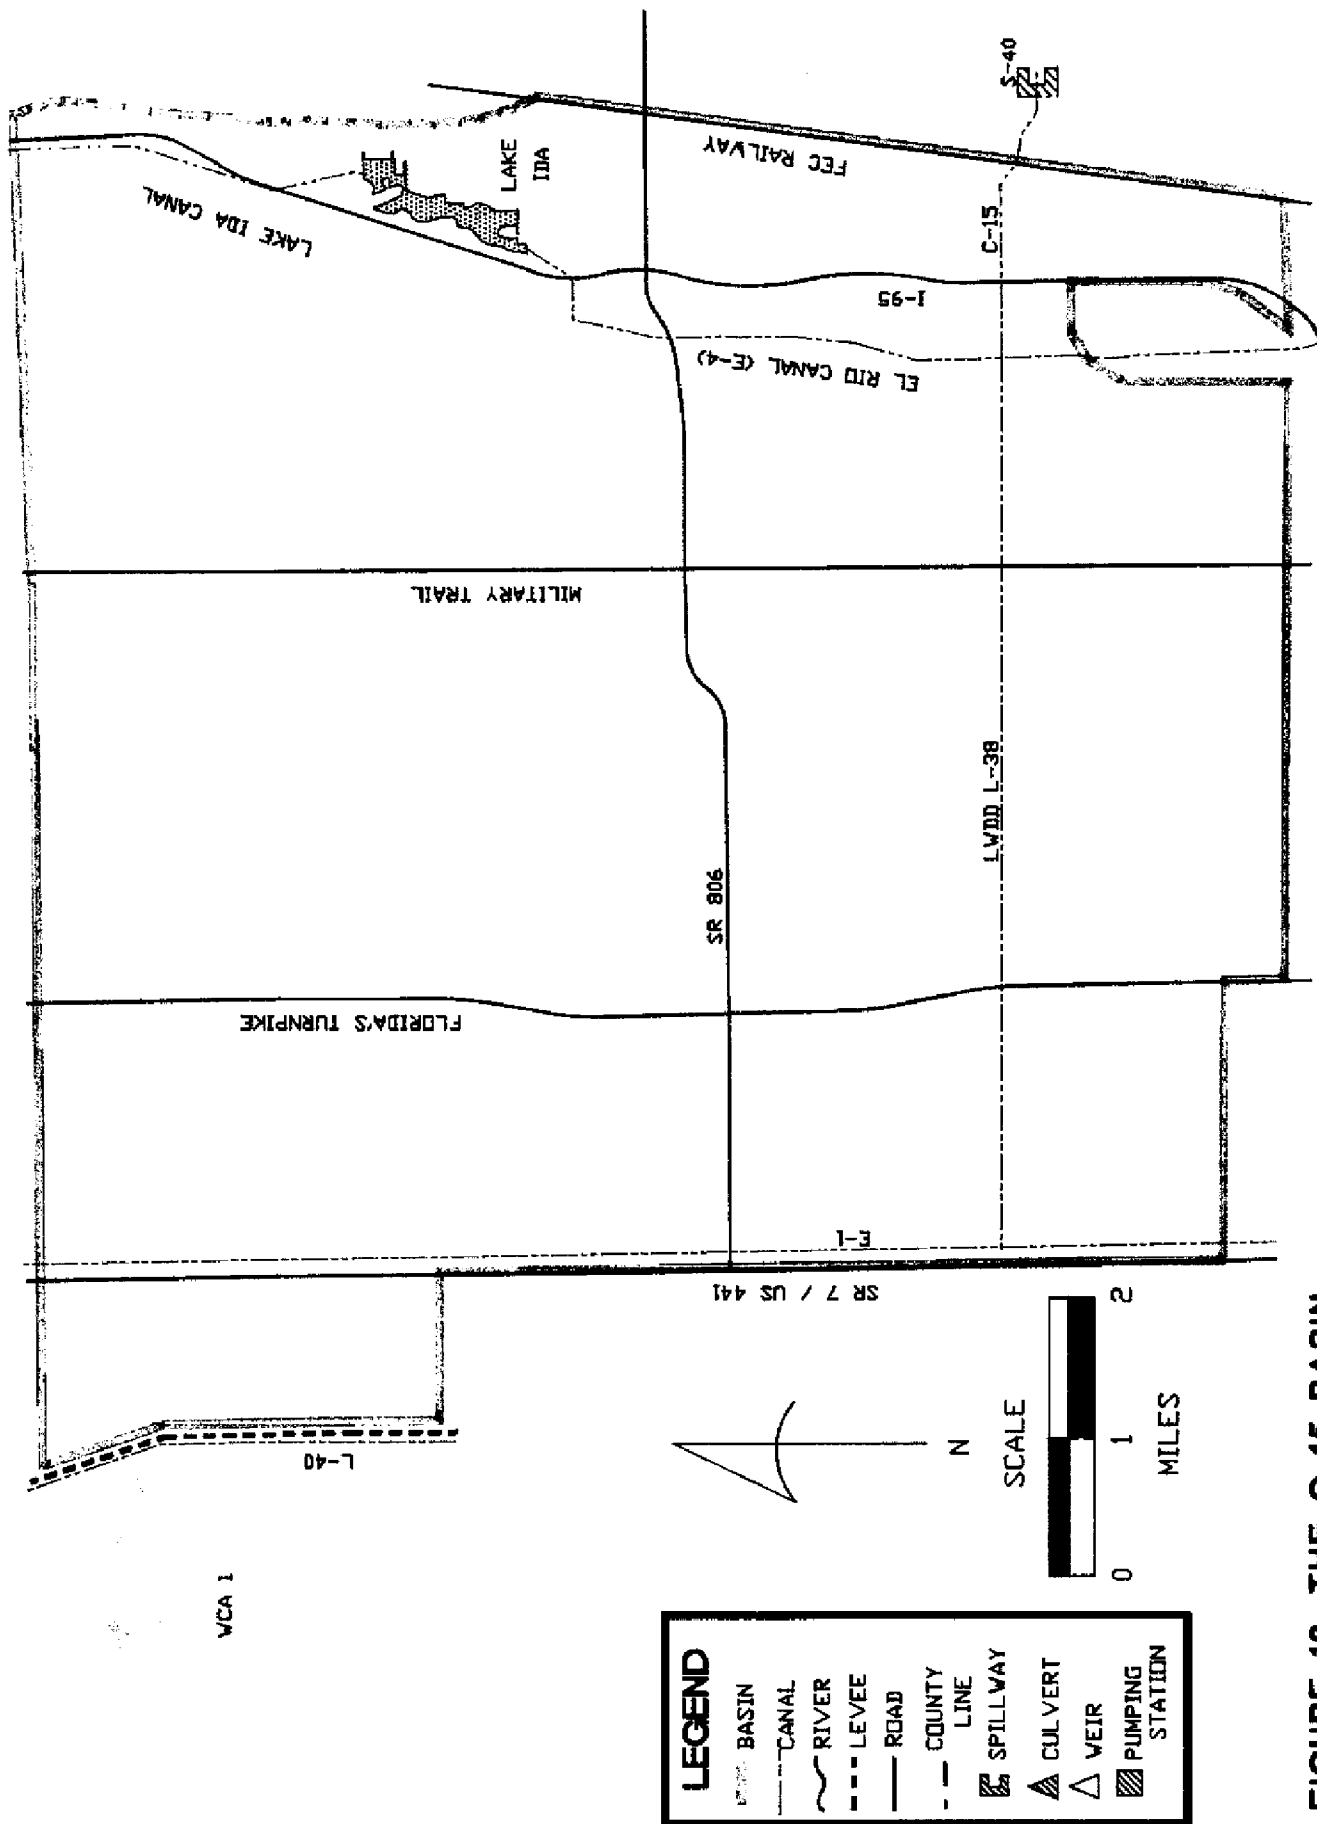 S-40
LAKE IDA CANAL
LAKE
IDA
FEC RAILWAY
C-15
I-95
EL RIO CANAL (E-4)
MILITARY TRAIL
SR 806
LWDD L-38
FLORIDA'S TURNPIKE
E-1
SR 7 / US 441
L-40
WCA 1
N
SCALE
0 1 2
MILES
LEGEND
BASIN
CANAL
RIVER
LEVEE
ROAD
COUNTY
LINE
SPILLWAY
CULVERT
WEIR
PUMPING
STATION
FIGURE THE BASIN